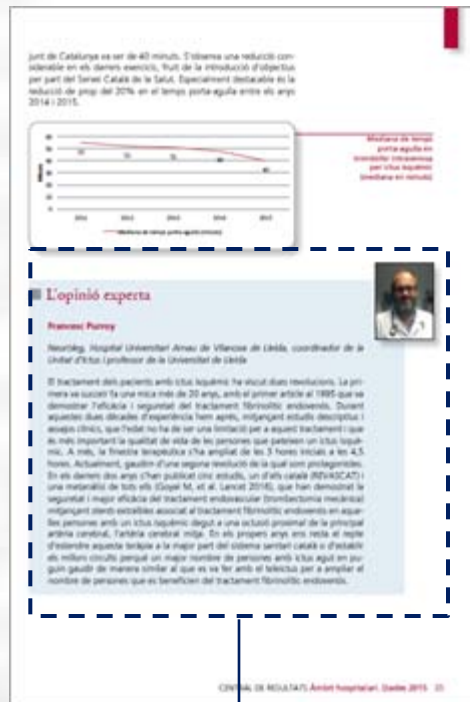 junt de Catalunya va ser de 40 minuts. S'observa una reducció con-
siderable en els darrers exercicis, fruit de la introducció d'objectius
per part del Servei Català de la Salut. Especialment destacable és la
reducció de prop del 20% en el temps porta-agulla entre els anys
2014 i 2015.
Mediana de temps
porta-agulla en
trombòlisi intravenosa
per ictus isquèmic
(mediana en minuts)
Minuts
2011 2012 2013 2014 2015
Mediana de temps porta-agulla (minuts)
L'opinió experta
Francesc Purroy
Neuròleg, Hospital Universitari Arnau de Vilanova de Lleida, coordinador de la
Unitat d'Ictus i professor de la Universitat de Lleida
El tractament dels pacients amb ictus isquèmic ha viscut dues revolucions. La pri-
mera va succeir fa una mica més de 20 anys, amb el primer article al 1995 que va
demostrar l'eficàcia i seguretat del tractament fibrinolític endovenós. Durant
aquestes dues dècades d'experiència hem après, mitjançant estudis descriptius i
assajos clínics, que l'edat no ha de ser una limitació per a aquest tractament i que
és més important la qualitat de vida de les persones que pateixen un ictus isquè-
mic. A més, la finestra terapèutica s'ha ampliat de les 3 hores inicials a les 4,5
hores. Actualment, gaudim d'una segona revolució de la qual som protagonistes.
En els darrers dos anys s'han publicat cinc estudis, un d'ells català (REVASCAT) i
una metanàlisi de tots ells (Goyal M, et al. Lancet 2016), que han demostrat la
seguretat i major eficàcia del tractament endovascular (trombectomia mecànica)
mitjançant stents extraïbles associat al tractament fibrinolític endovenós en aque-
lles persones amb un ictus isquèmic degut a una oclusió proximal de la principal
artèria cerebral, l'artèria cerebral mitja. En els propers anys ens resta el repte
d'estendre aquesta teràpia a la major part del sistema sanitari català o d'establir
els millors circuits perquè un major nombre de persones amb ictus agut en pu-
guin gaudir de manera similar al que es va fer amb el teleictus per a ampliar el
nombre de persones que es beneficien del tractament fibrinolític endovenós.
CENTRAL DE RESULTATS Àmbit hospitalari. Dades 2015